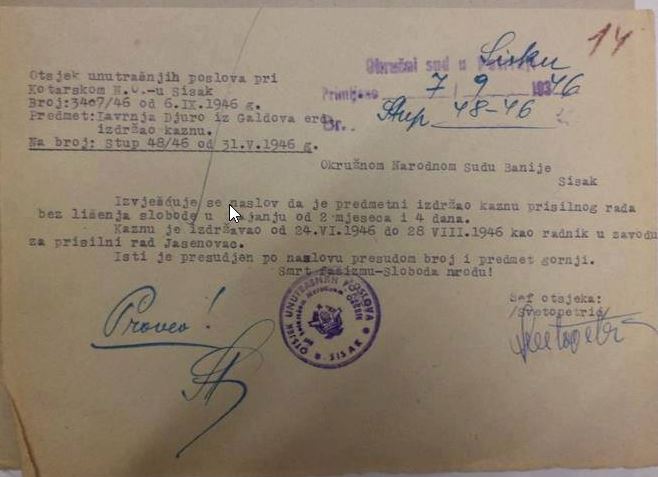 14
Okružni sud u Sisku
Primljeno 7 / 9 1946
Br. Stup 48-46
Otsjek unutrašnjih poslova pri
Kotarskom N.O.-u Sisak
Broj:3407/46 od 6.IX.1946 g.
Predmet:Lavrnja Djuro iz Galdova
izdržao kaznu.
Na broj: Stup 48/46 od 31.V.1946 g.
Okružnom Narodnom Sudu Banije
Sisak
Izvješćuje se naslov da je predmetni izdržao kaznu prisilnog rada
bez lišenja slobode u trajanju od 2 mjeseca i 4 dana.
Kaznu je izdržavao od 24.VI.1946 do 28 VIII.1946 kao radnik u zavodu
za prisilni rad Jasenovac.
Isti je presudjen po naslovu presudom broj i predmet gornji.
Smrt fašizmu-Sloboda nrodu!
Šef otsjeka:
/Svetopetrić
Proveo!
OTSJEK UNUTRAŠNJIH POSLOVA
SISAK